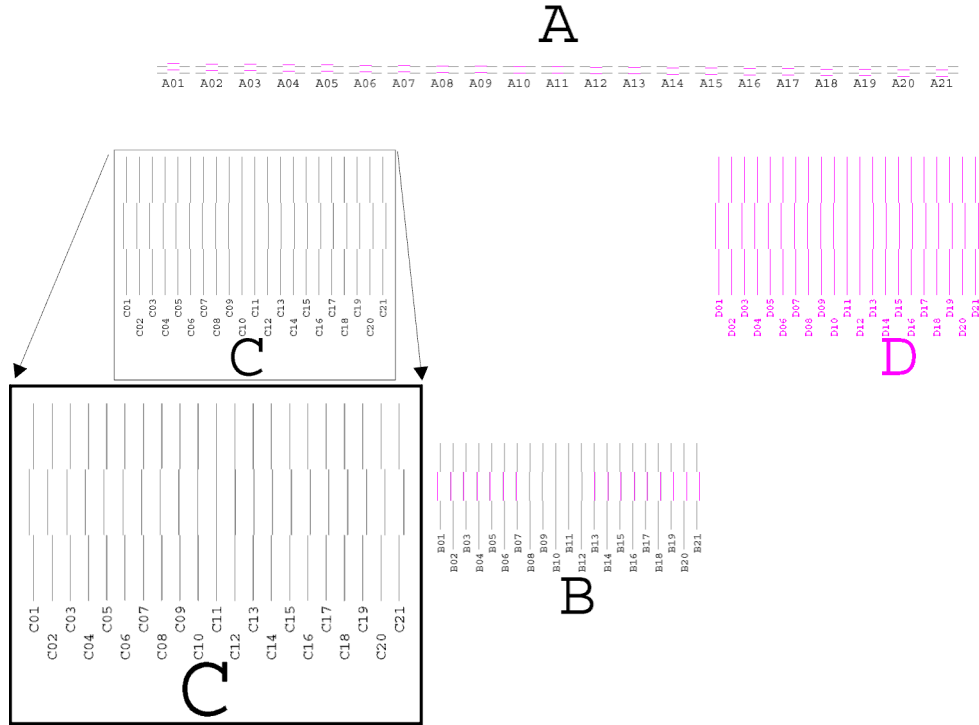 A
A01 A02 A03 A04 A05 A06 A07 A08 A09 A10 A11 A12 A13 A14 A15 A16 A17 A18 A19 A20 A21
C01 C03 C05 C07 C09 C11 C13 C15 C17 C19 C21
C02 C04 C06 C08 C10 C12 C14 C16 C18 C20
C
D01 D03 D05 D07 D09 D11 D13 D15 D17 D19 D21
D02 D04 D06 D08 D10 D12 D14 D16 D18 D20
D
C01 C03 C05 C07 C09 C11 C13 C15 C17 C19 C21
C02 C04 C06 C08 C10 C12 C14 C16 C18 C20
C
B01 B03 B05 B07 B09 B11 B13 B15 B17 B19 B21
B02 B04 B06 B08 B10 B12 B14 B16 B18 B20
B